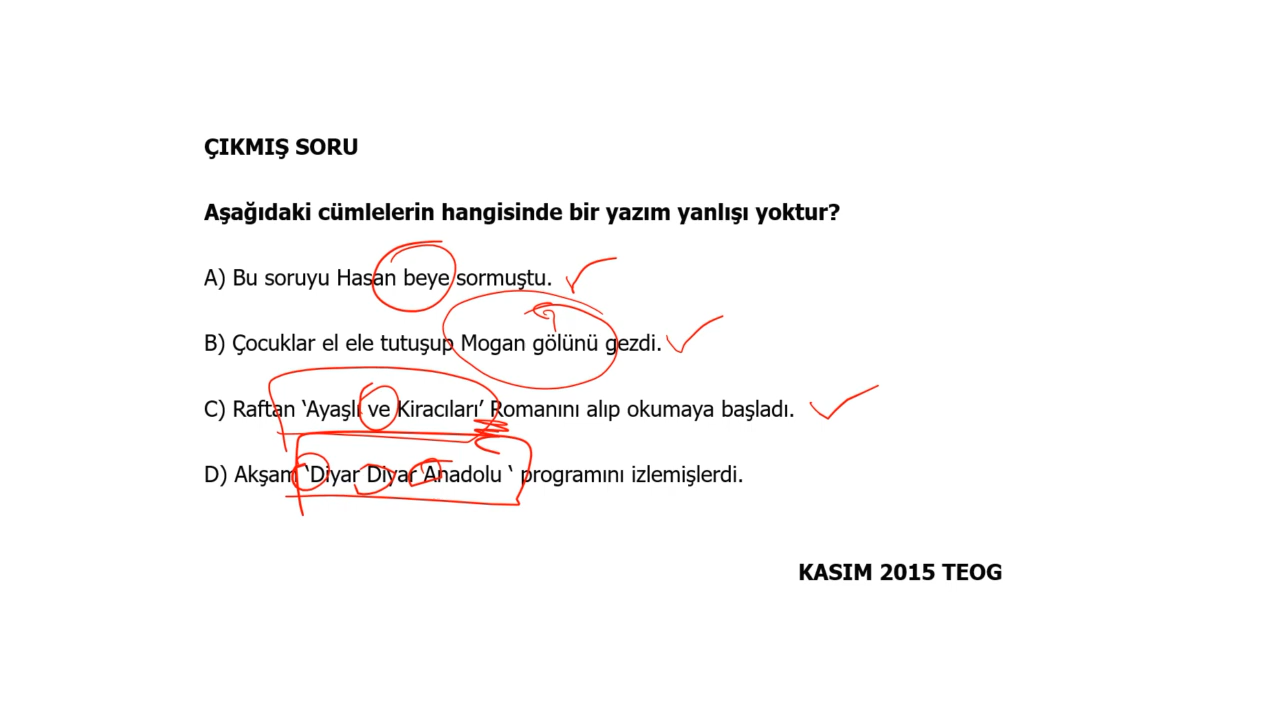 ÇIKMIŞ SORU
Aşağıdaki cümlelerin hangisinde bir yazım yanlışı yoktur?
A) Bu soruyu Hasan beye sormuştu.
B) Çocuklar el ele tutuşup Mogan gölünü gezdi.
C) Raftan ‘Ayaşlı ve Kiracıları’ Romanını alıp okumaya başladı.
D) Akşam ‘Diyar Diyar Anadolu ‘ programını izlemişlerdi.
KASIM 2015 TEOG